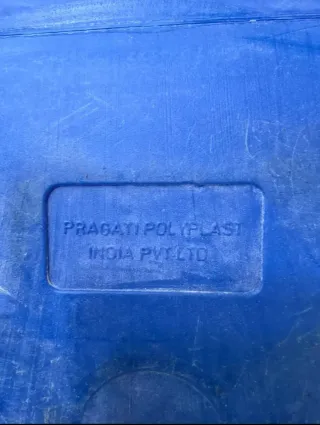 PRAGATI POLYPLAST
INDIA PVT.LTD